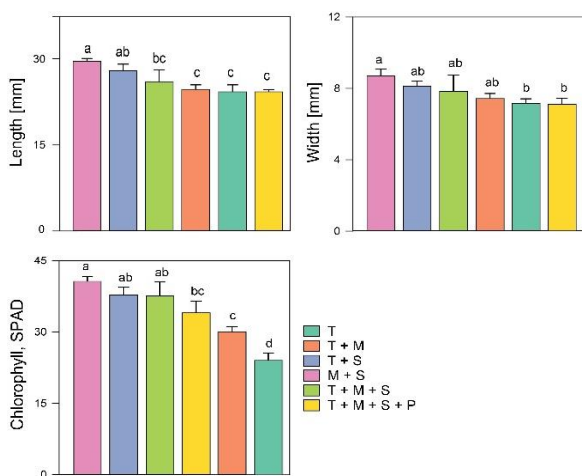 Length [mm]
30
15
0
a ab bc c c c
Width [mm]
12
8
4
0
a ab ab ab b b
Chlorophyll, SPAD
45
30
15
0
a ab ab bc c d
T
T + M
T + S
M + S
T + M + S
T + M + S + P